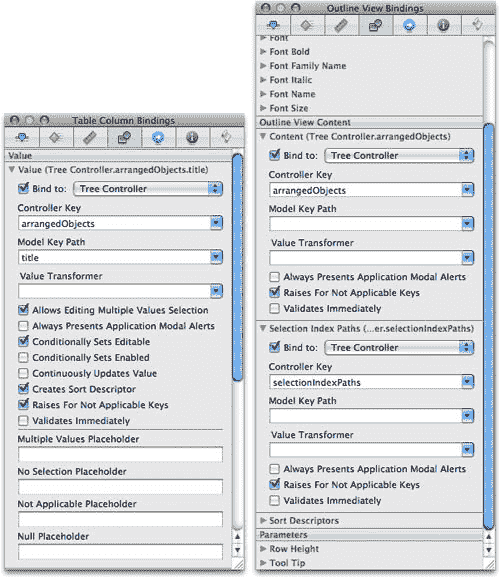 Table Column Bindings
Value
Value (Tree Controller.arrangedObjects.title)
Bind to: Tree Controller
Controller Key
arrangedObjects
Model Key Path
title
Value Transformer
Allows Editing Multiple Values Selection
Always Presents Application Modal Alerts
Conditionally Sets Editable
Conditionally Sets Enabled
Continuously Updates Value
Creates Sort Descriptor
Raises For Not Applicable Keys
Validates Immediately
Multiple Values Placeholder
No Selection Placeholder
Not Applicable Placeholder
Null Placeholder
Outline View Bindings
Font
Font Bold
Font Family Name
Font Italic
Font Name
Font Size
Outline View Content
Content (Tree Controller.arrangedObjects)
Bind to: Tree Controller
Controller Key
arrangedObjects
Model Key Path
Value Transformer
Always Presents Application Modal Alerts
Raises For Not Applicable Keys
Validates Immediately
Selection Index Paths (...er.selectionIndexPaths)
Bind to: Tree Controller
Controller Key
selectionIndexPaths
Model Key Path
Value Transformer
Always Presents Application Modal Alerts
Raises For Not Applicable Keys
Validates Immediately
Sort Descriptors
Parameters
Row Height
Tool Tip